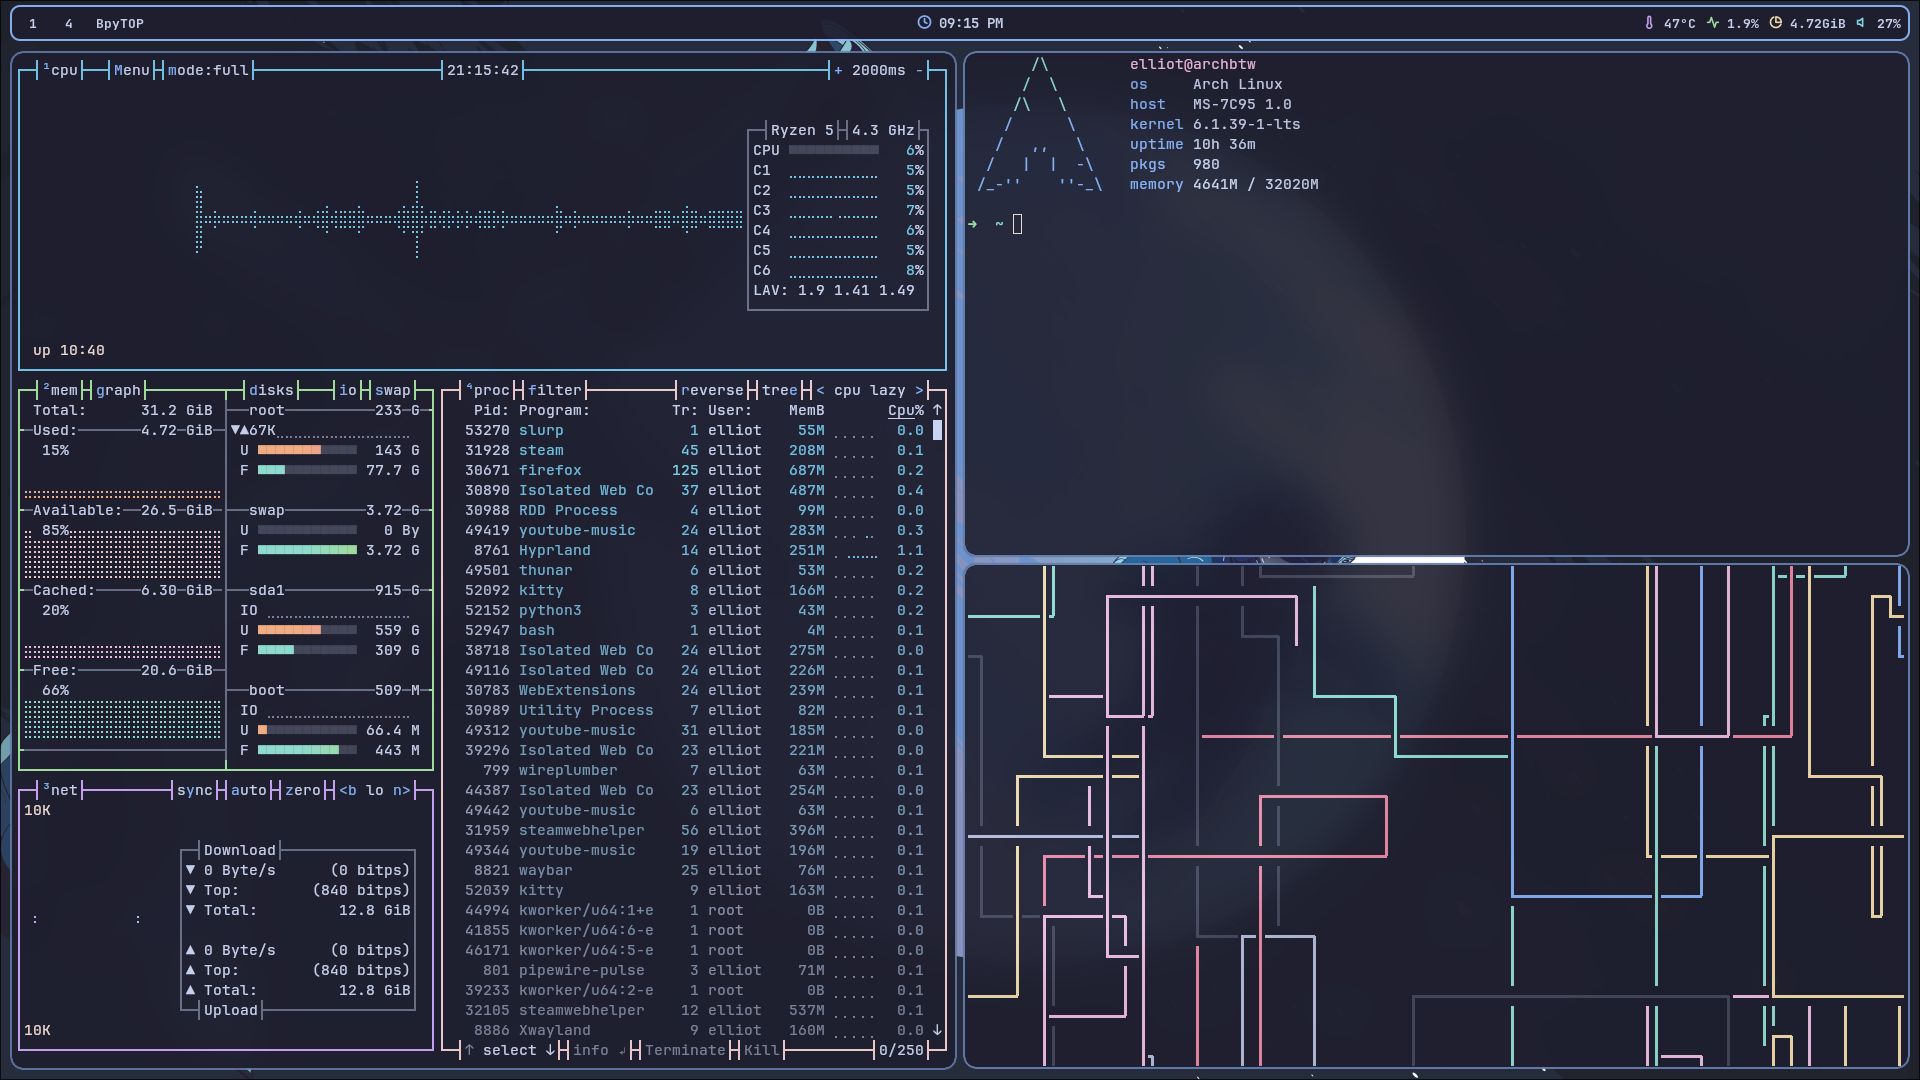 1 4 BpyTOP 09:15 PM 47°C 1.9% 4.72GiB 27%
¹cpu Menu mode:full 21:15:42 + 2000ms -
Ryzen 5 4.3 GHz
CPU 6%
C1 5%
C2 5%
C3 7%
C4 6%
C5 5%
C6 8%
LAV: 1.9 1.41 1.49
up 10:40
elliot@archbtw
os Arch Linux
host MS-7C95 1.0
kernel 6.1.39-1-lts
uptime 10h 36m
pkgs 980
memory 4641M / 32020M
➜ ~
²mem graph disks io swap
Total: 31.2 GiB
Used: 4.72 GiB
15%
Available: 26.5 GiB
85%
Cached: 6.30 GiB
20%
Free: 20.6 GiB
66%
root 233 G
▼▲67K
U 143 G
F 77.7 G
swap 3.72 G
U 0 By
F 3.72 G
sda1 915 G
IO
U 559 G
F 309 G
boot 509 M
IO
U 66.4 M
F 443 M
³net sync auto zero <b lo n>
10K
Download
▼ 0 Byte/s (0 bitps)
▼ Top: (840 bitps)
▼ Total: 12.8 GiB
▲ 0 Byte/s (0 bitps)
▲ Top: (840 bitps)
▲ Total: 12.8 GiB
Upload
10K
⁴proc filter reverse tree < cpu lazy >
Pid: Program: Tr: User: MemB Cpu% ↑
53270 slurp 1 elliot 55M 0.0
31928 steam 45 elliot 208M 0.1
30671 firefox 125 elliot 687M 0.2
30890 Isolated Web Co 37 elliot 487M 0.4
30988 RDD Process 4 elliot 99M 0.0
49419 youtube-music 24 elliot 283M 0.3
8761 Hyprland 14 elliot 251M 1.1
49501 thunar 6 elliot 53M 0.2
52092 kitty 8 elliot 166M 0.2
52152 python3 3 elliot 43M 0.2
52947 bash 1 elliot 4M 0.1
38718 Isolated Web Co 24 elliot 275M 0.0
49116 Isolated Web Co 24 elliot 226M 0.1
30783 WebExtensions 24 elliot 239M 0.1
30989 Utility Process 7 elliot 82M 0.1
49312 youtube-music 31 elliot 185M 0.1
39296 Isolated Web Co 23 elliot 221M 0.1
799 wireplumber 7 elliot 63M 0.1
44387 Isolated Web Co 23 elliot 254M 0.0
49442 youtube-music 6 elliot 63M 0.1
31959 steamwebhelper 56 elliot 396M 0.1
49344 youtube-music 19 elliot 196M 0.1
8821 waybar 25 elliot 76M 0.1
52039 kitty 9 elliot 163M 0.1
44994 kworker/u64:1+e 1 root 0B 0.1
41855 kworker/u64:6-e 1 root 0B 0.0
46171 kworker/u64:5-e 1 root 0B 0.0
801 pipewire-pulse 3 elliot 71M 0.1
39233 kworker/u64:2-e 1 root 0B 0.1
32105 steamwebhelper 12 elliot 537M 0.1
8886 Xwayland 9 elliot 160M 0.0 ↓
↑ select ↓ info ↲ Terminate Kill 0/250